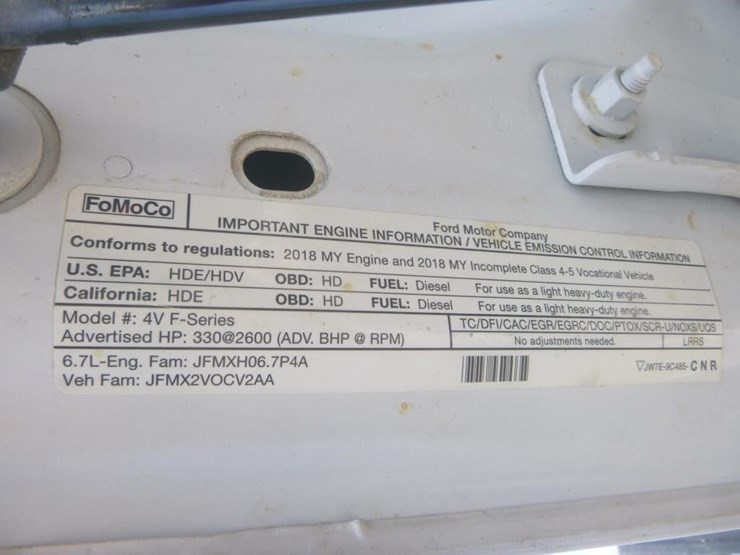 FoMoCo
Ford Motor Company
IMPORTANT ENGINE INFORMATION / VEHICLE EMISSION CONTROL INFORMATION
Conforms to regulations: 2018 MY Engine and 2018 MY Incomplete Class 4-5 Vocational Vehicle
U.S. EPA: HDE/HDV OBD: HD FUEL: Diesel For use as a light heavy-duty engine.
California: HDE OBD: HD FUEL: Diesel For use as a light heavy-duty engine.
Model #: 4V F-Series
TC/DFI/CAC/EGR/EGRC/DOC/PTOX/SCR-U/NOXS/UQS
Advertised HP: 330@2600 (ADV. BHP @ RPM)
No adjustments needed. LRRS
6.7L-Eng. Fam: JFMXH06.7P4A
Veh Fam: JFMX2VOCV2AA
▽JW7E-9C485- CNR